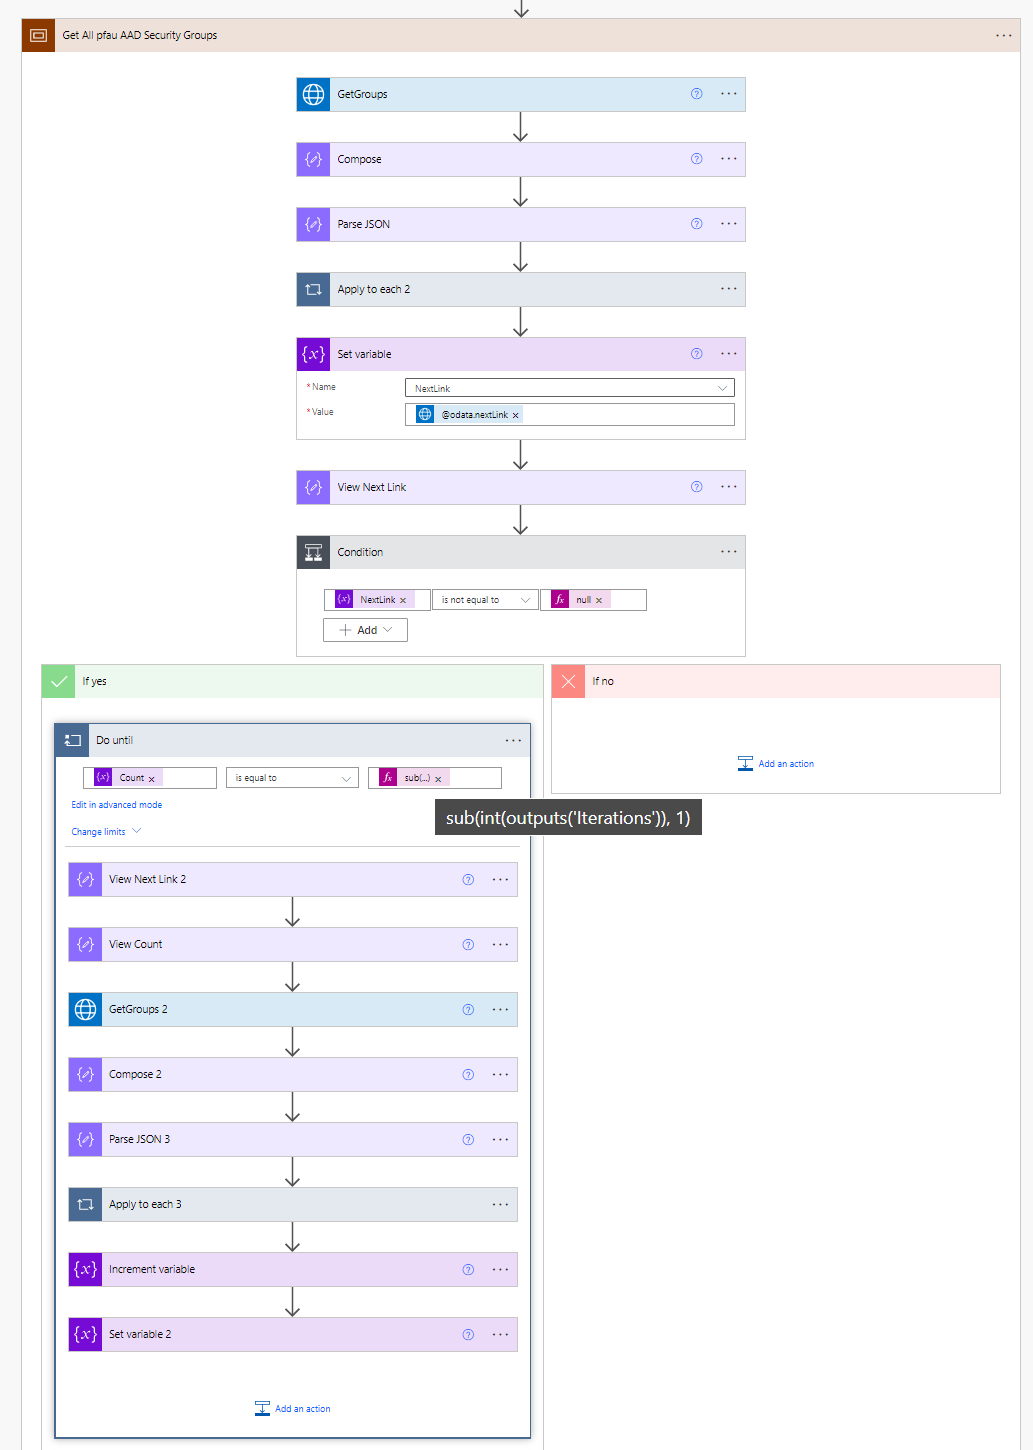 Get All pfau AAD Security Groups
GetGroups
Compose
Parse JSON
Apply to each 2
Set variable
* Name
NextLink
* Value
@odata.nextLink ×
View Next Link
Condition
NextLink × is not equal to null ×
+ Add
If yes
If no
Do until
Add an action
Count × is equal to sub(...) ×
Edit in advanced mode
sub(int(outputs('Iterations')), 1)
Change limits
View Next Link 2
View Count
GetGroups 2
Compose 2
Parse JSON 3
Apply to each 3
Increment variable
Set variable 2
Add an action